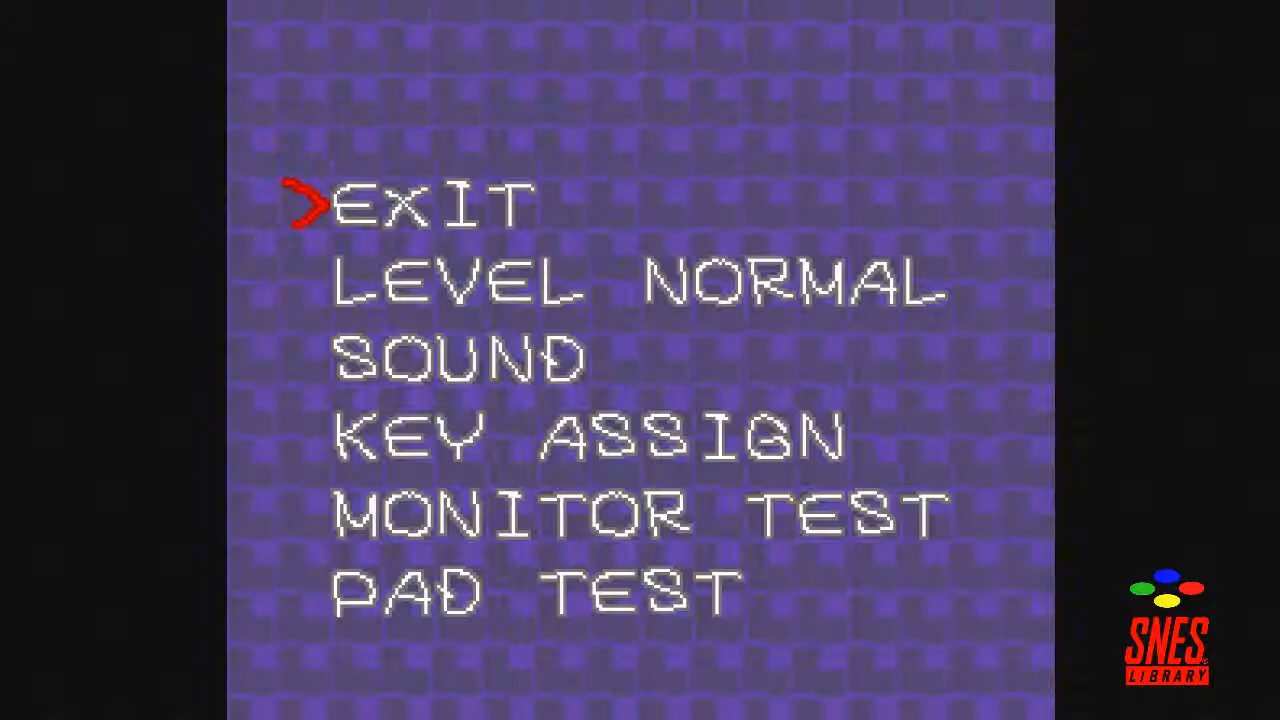 >EXIT
LEVEL NORMAL
SOUND
KEY ASSIGN
MONITOR TEST
PAD TEST
SNES
LIBRARY